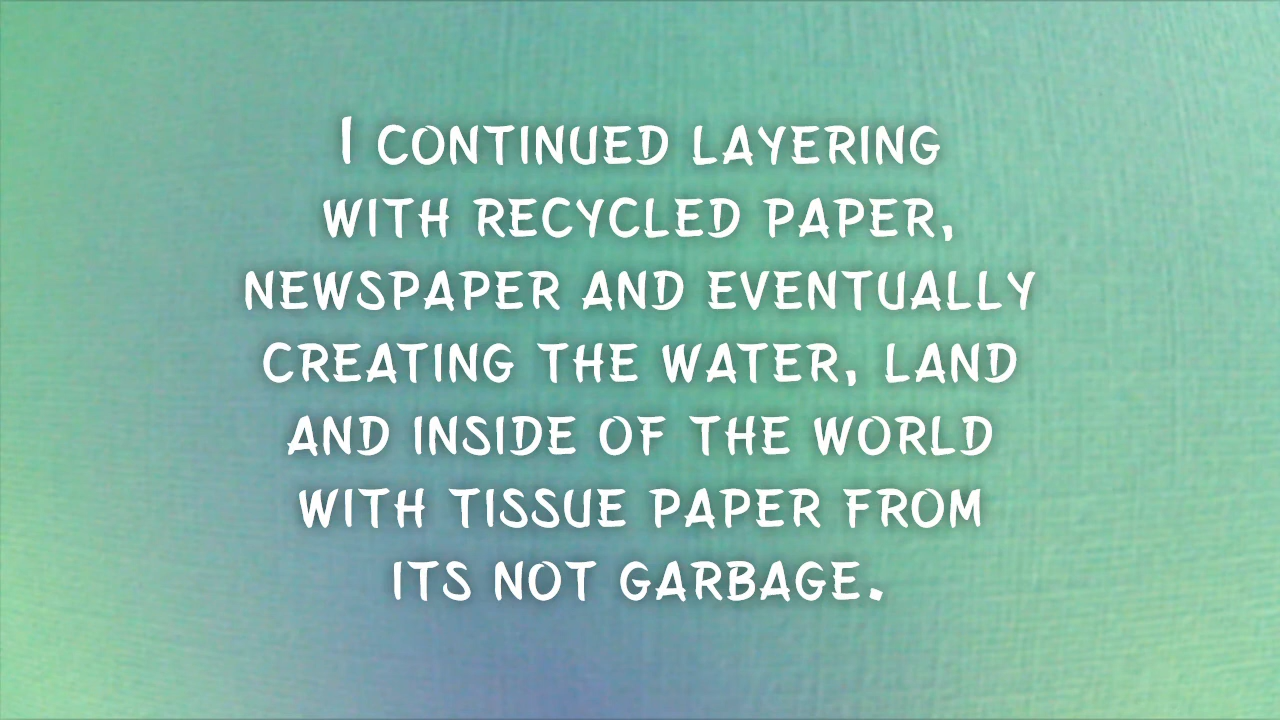 I CONTINUED LAYERING
WITH RECYCLED PAPER,
NEWSPAPER AND EVENTUALLY
CREATING THE WATER, LAND
AND INSIDE OF THE WORLD
WITH TISSUE PAPER FROM
ITS NOT GARBAGE.